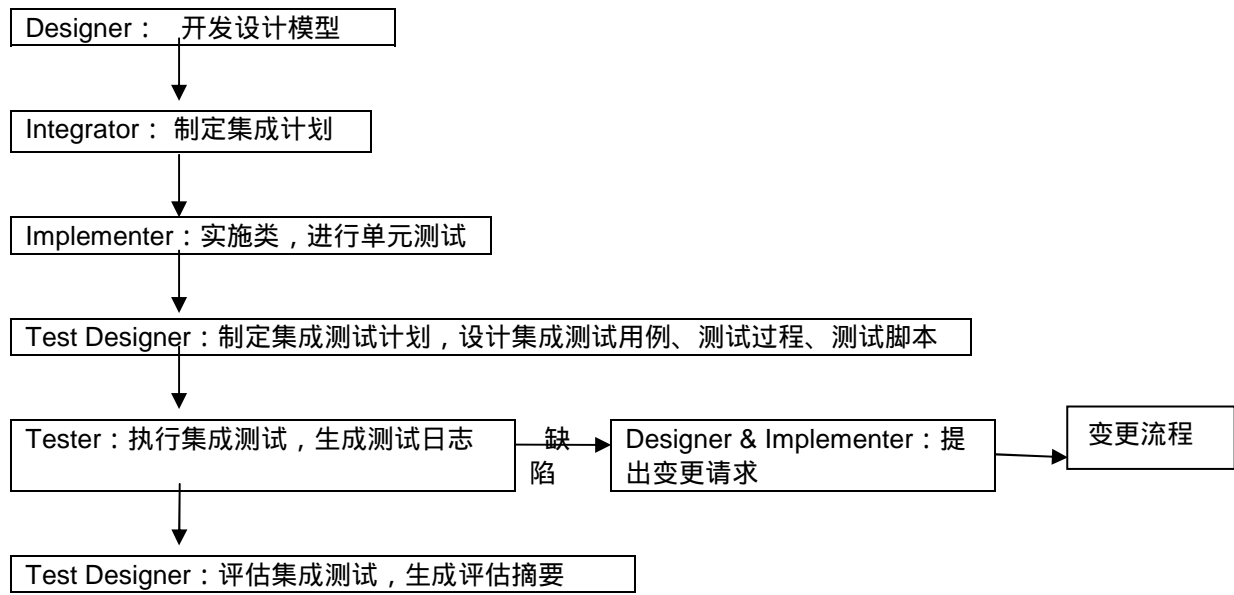 Designer： 开发设计模型
Integrator：制定集成计划
Implementer：实施类，进行单元测试
Test Designer：制定集成测试计划，设计集成测试用例、测试过程、测试脚本
Tester：执行集成测试，生成测试日志
缺
陷
Designer & Implementer：提
出变更请求
变更流程
Test Designer：评估集成测试，生成评估摘要